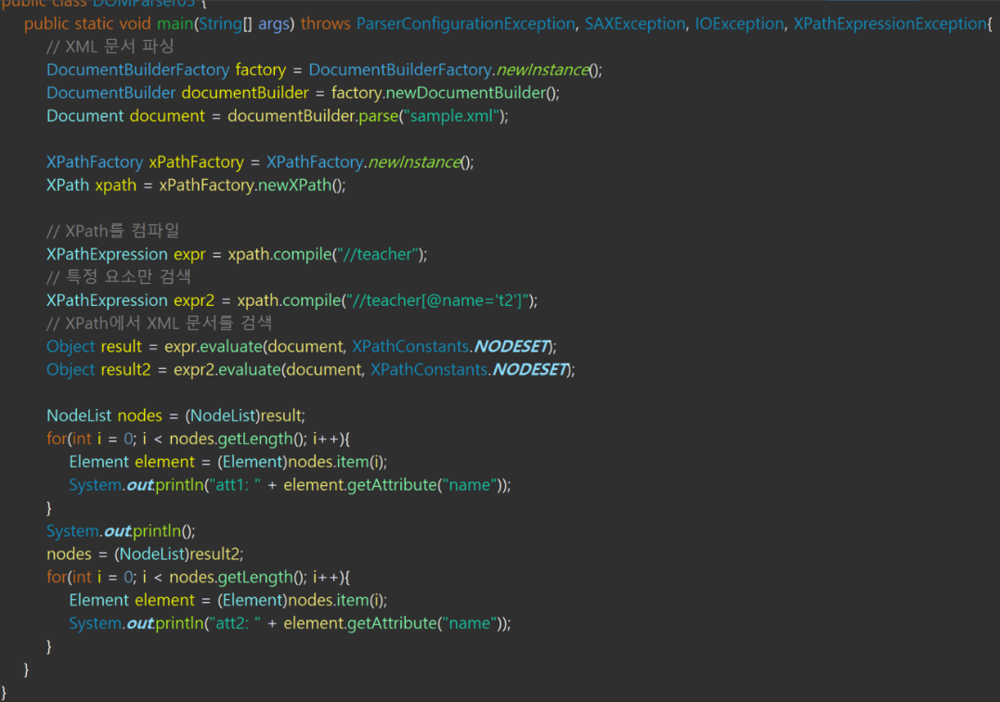 public class DOMParser03 {
public static void main(String[] args) throws ParserConfigurationException, SAXException, IOException, XPathExpressionException{
// XML 문서 파싱
DocumentBuilderFactory factory = DocumentBuilderFactory.newInstance();
DocumentBuilder documentBuilder = factory.newDocumentBuilder();
Document document = documentBuilder.parse("sample.xml");
XPathFactory xPathFactory = XPathFactory.newInstance();
XPath xpath = xPathFactory.newXPath();
// XPath를 컴파일
XPathExpression expr = xpath.compile("//teacher");
// 특정 요소만 검색
XPathExpression expr2 = xpath.compile("//teacher[@name='t2']");
// XPath에서 XML 문서를 검색
Object result = expr.evaluate(document, XPathConstants.NODESET);
Object result2 = expr2.evaluate(document, XPathConstants.NODESET);
NodeList nodes = (NodeList)result;
for(int i = 0; i < nodes.getLength(); i++){
Element element = (Element)nodes.item(i);
System.out.println("att1: " + element.getAttribute("name"));
}
System.out.println();
nodes = (NodeList)result2;
for(int i = 0; i < nodes.getLength(); i++){
Element element = (Element)nodes.item(i);
System.out.println("att2: " + element.getAttribute("name"));
}
}
}